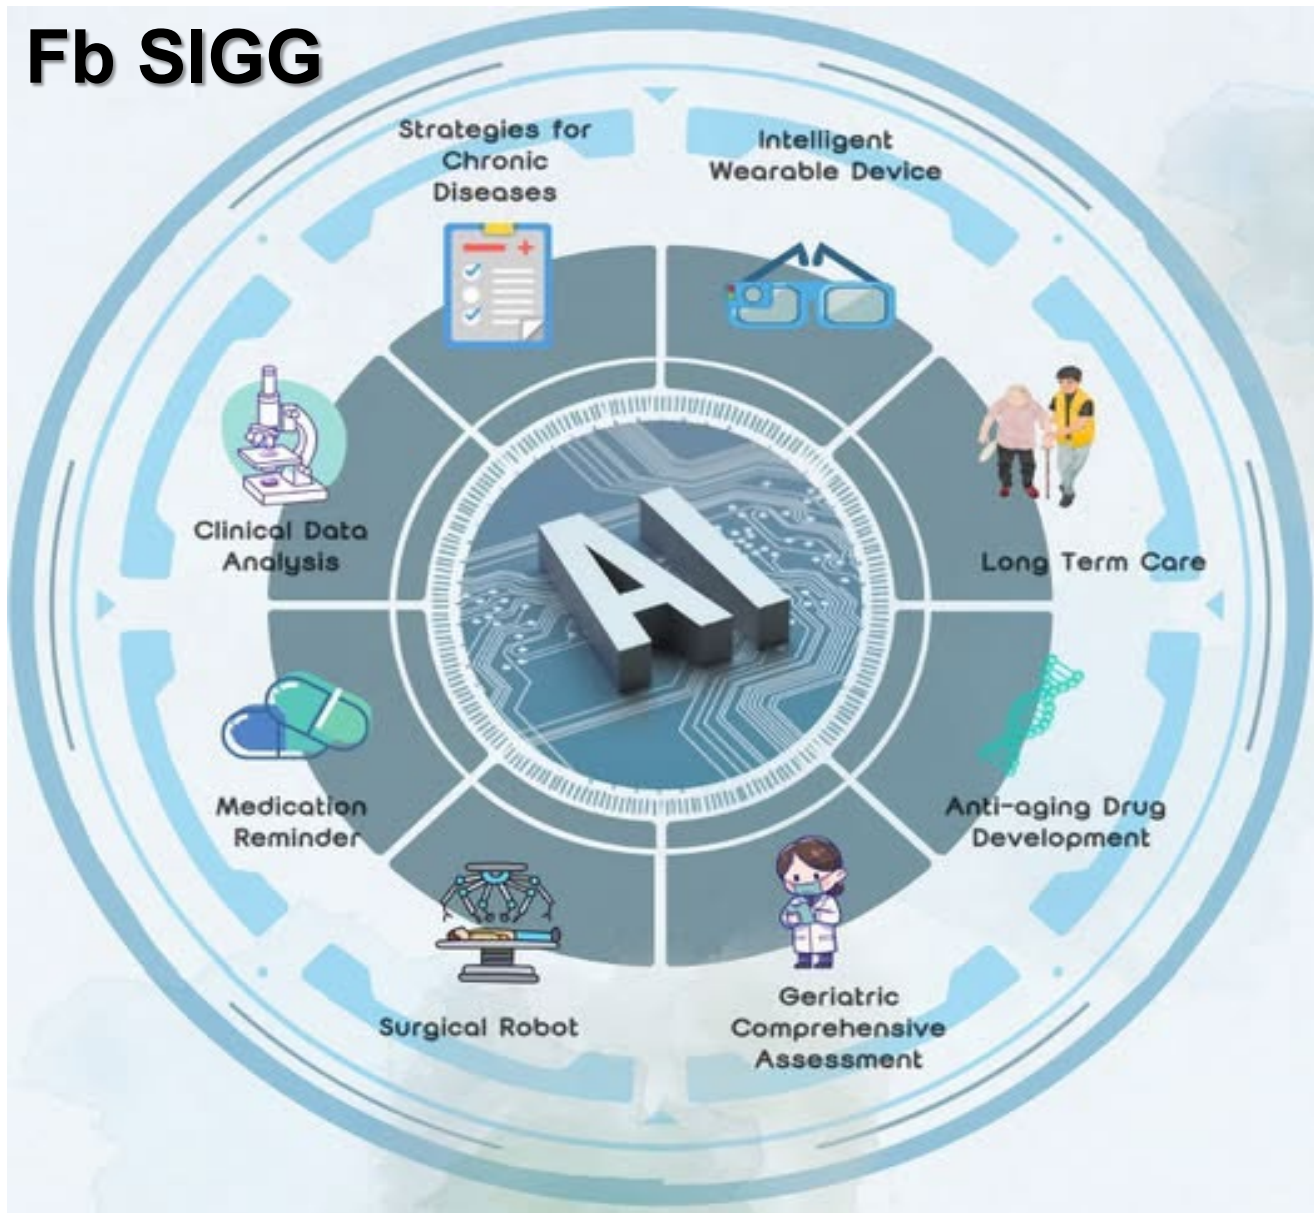 Fb SIGG
Strategies for
Chronic
Diseases
Intelligent
Wearable Device
Clinical Data
Analysis
Long Term Care
AI
Medication
Reminder
Anti-aging Drug
Development
Surgical Robot
Geriatric
Comprehensive
Assessment